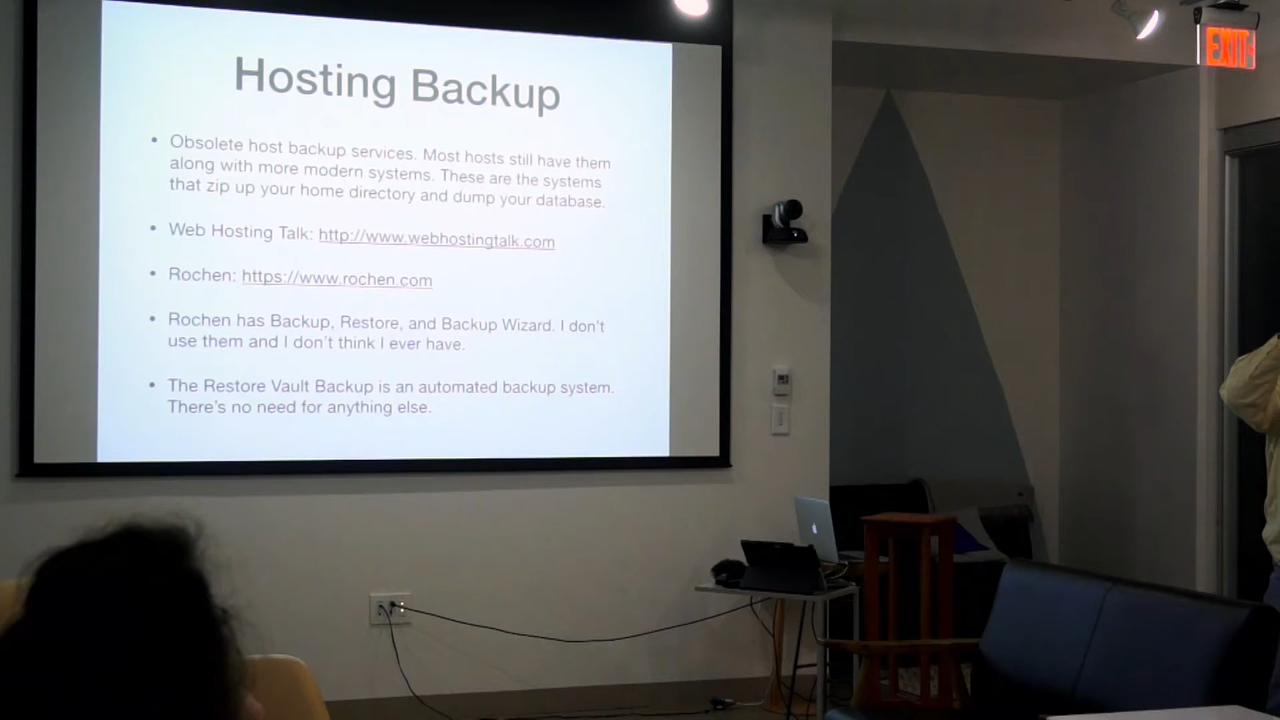 Hosting Backup
• Obsolete host backup services. Most hosts still have them
along with more modern systems. These are the systems
that zip up your home directory and dump your database.
• Web Hosting Talk: http://www.webhostingtalk.com
• Rochen: https://www.rochen.com
• Rochen has Backup, Restore, and Backup Wizard. I don't
use them and I don't think I ever have.
• The Restore Vault Backup is an automated backup system.
There's no need for anything else.
EXIT